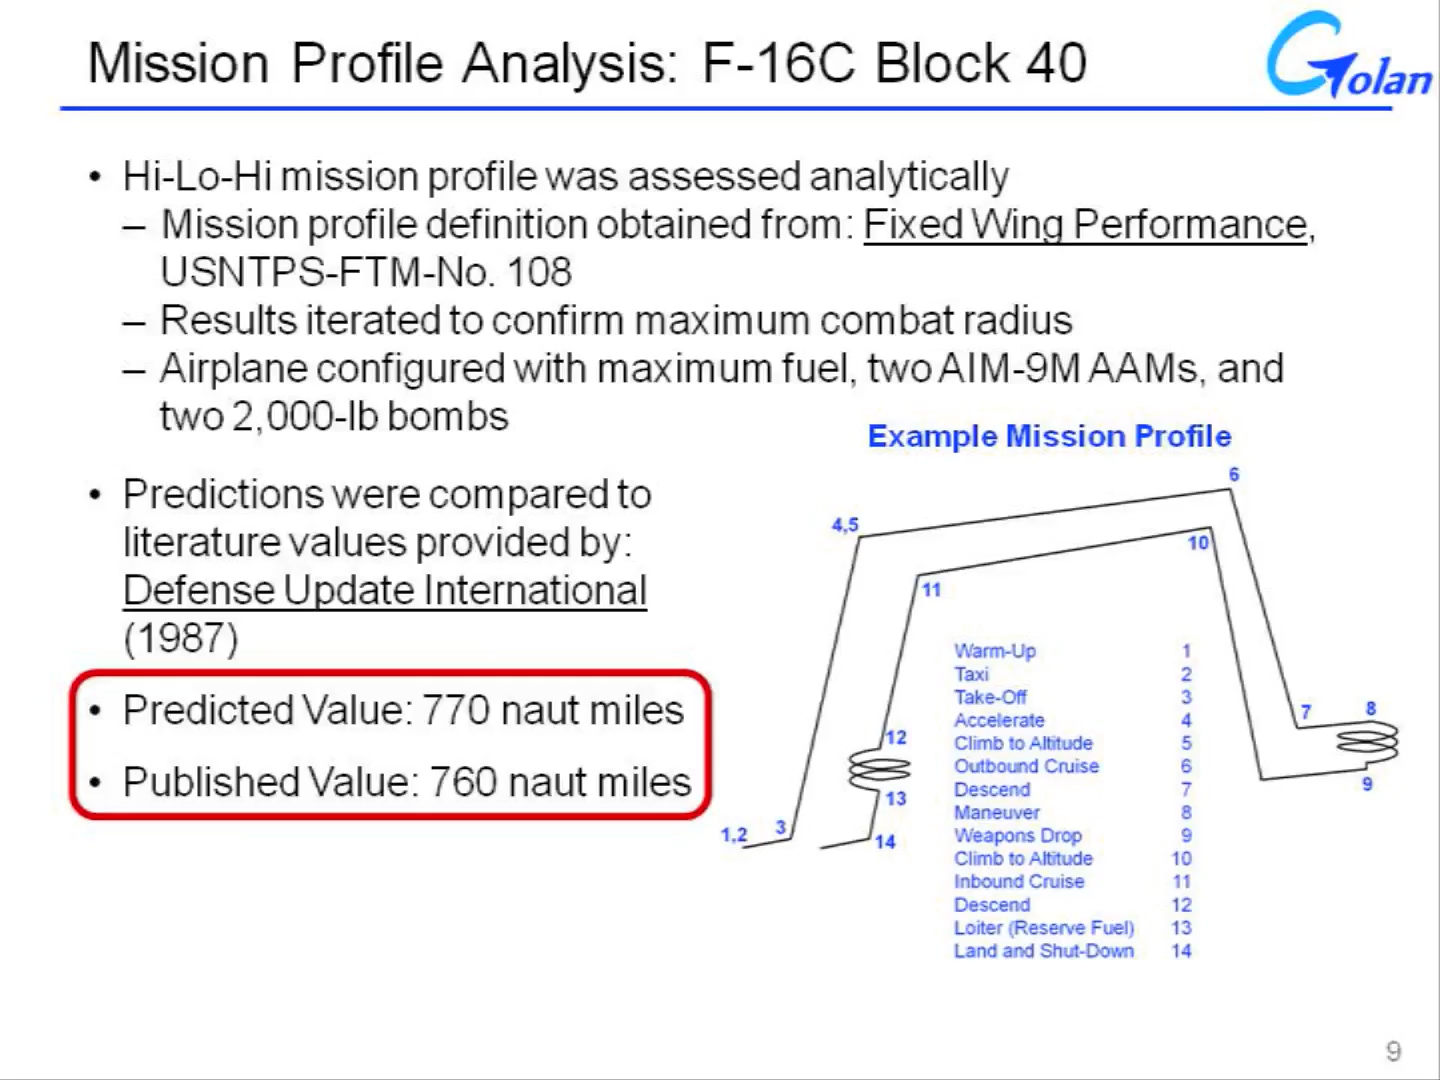 Mission Profile Analysis: F-16C Block 40
Golan
• Hi-Lo-Hi mission profile was assessed analytically
– Mission profile definition obtained from: Fixed Wing Performance,
USNTPS-FTM-No. 108
– Results iterated to confirm maximum combat radius
– Airplane configured with maximum fuel, two AIM-9M AAMs, and
two 2,000-lb bombs
• Predictions were compared to
literature values provided by:
Defense Update International
(1987)
• Predicted Value: 770 naut miles
• Published Value: 760 naut miles
Example Mission Profile
6
4,5
10
11
7
8
12
9
13
1,2
3
14
Warm-Up 1
Taxi 2
Take-Off 3
Accelerate 4
Climb to Altitude 5
Outbound Cruise 6
Descend 7
Maneuver 8
Weapons Drop 9
Climb to Altitude 10
Inbound Cruise 11
Descend 12
Loiter (Reserve Fuel) 13
Land and Shut-Down 14
9